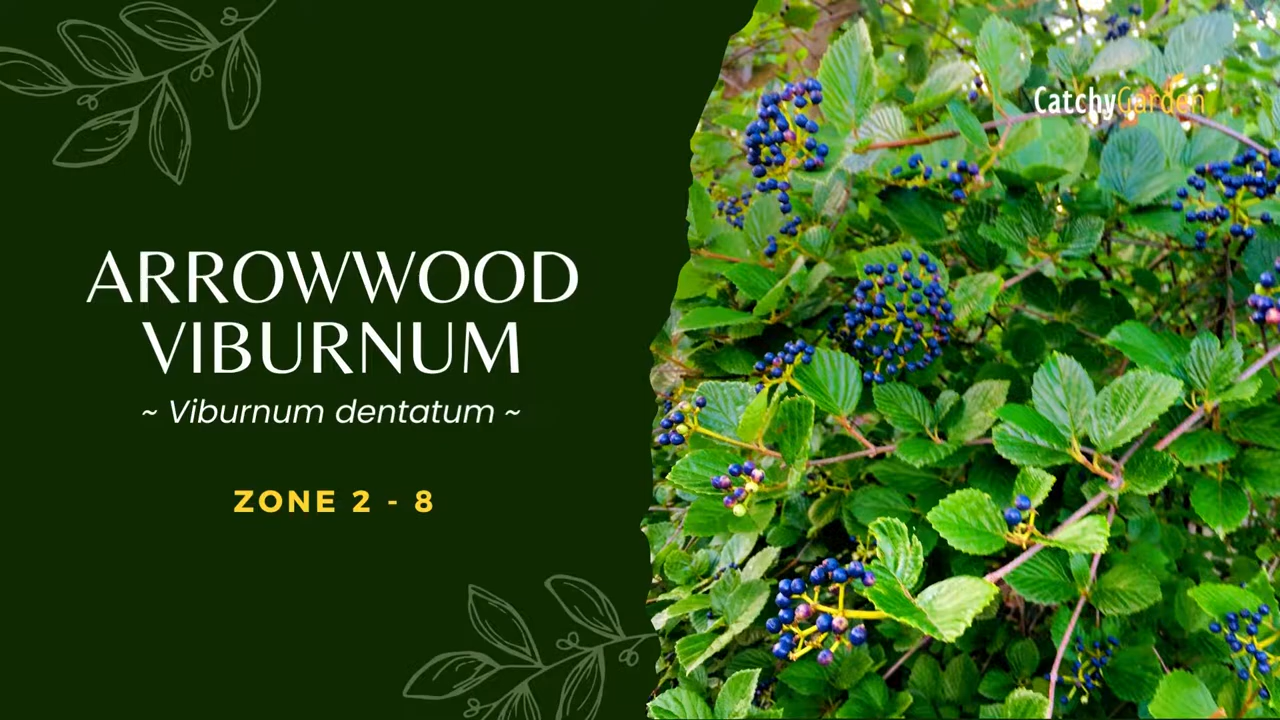 ARROWWOOD
VIBURNUM
~ Viburnum dentatum ~
ZONE 2 - 8
CatchyGarden